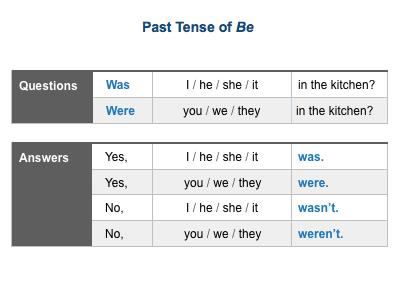 Past Tense of Be
Questions Was I / he / she / it in the kitchen?
Were you / we / they in the kitchen?
Answers Yes, I / he / she / it was.
Yes, you / we / they were.
No, I / he / she / it wasn't.
No, you / we / they weren't.